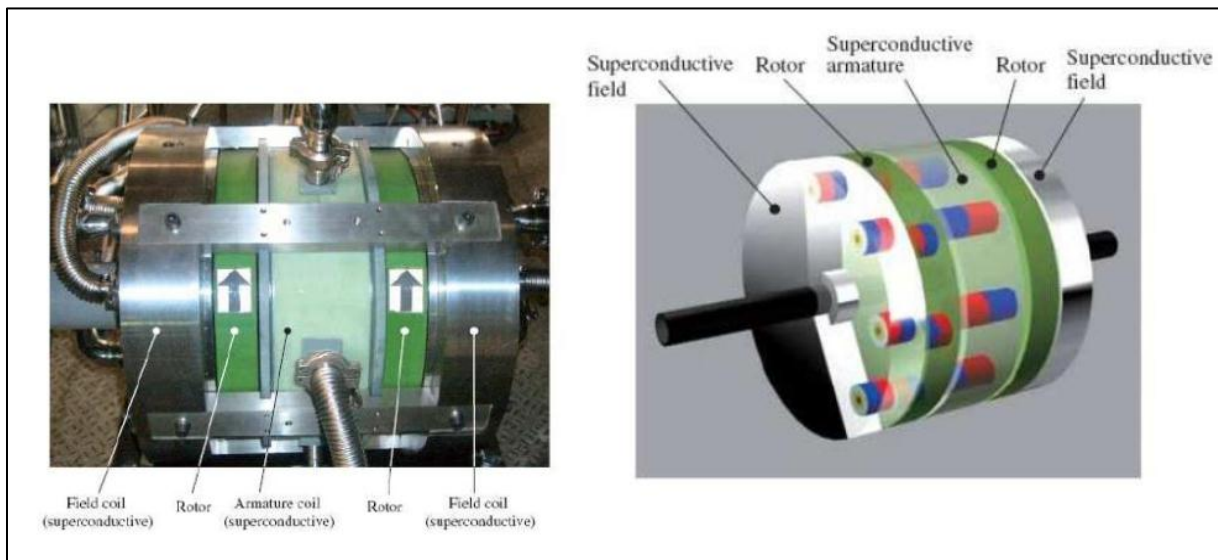 Field coil
(superconductive)
Rotor
Armature coil
(superconductive)
Rotor
Field coil
(superconductive)
Superconductive
field
Rotor
Superconductive
armature
Rotor
Superconductive
field